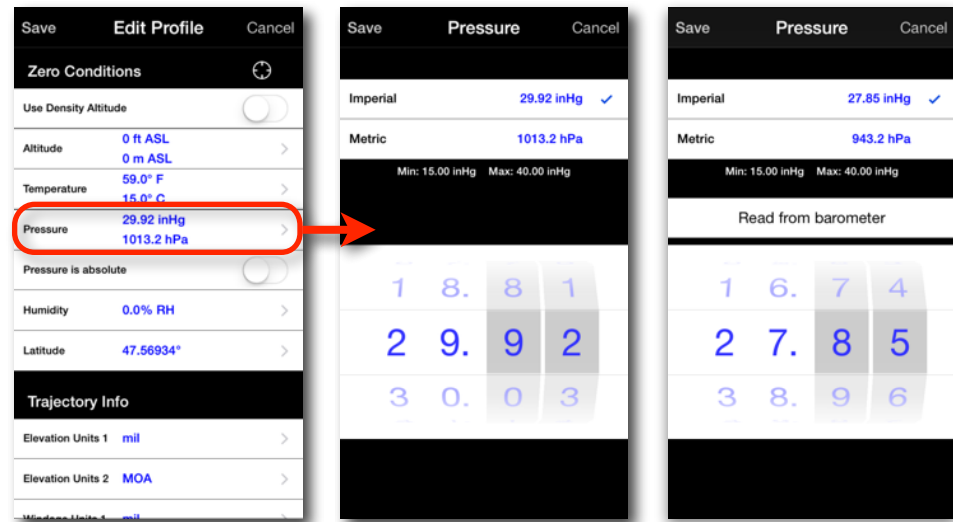 Save Edit Profile Cancel
Zero Conditions
Use Density Altitude
Altitude 0 ft ASL
0 m ASL
Temperature 59.0° F
15.0° C
Pressure 29.92 inHg
1013.2 hPa
Pressure is absolute
Humidity 0.0% RH
Latitude 47.56934°
Trajectory Info
Elevation Units 1 mil
Elevation Units 2 MOA
Windage Units 1 mil
Save Pressure Cancel
Imperial 29.92 inHg
Metric 1013.2 hPa
Min: 15.00 inHg Max: 40.00 inHg
1 8. 8 1
2 9. 9 2
3 0. 0 3
Save Pressure Cancel
Imperial 27.85 inHg
Metric 943.2 hPa
Min: 15.00 inHg Max: 40.00 inHg
Read from barometer
1 6. 7 4
2 7. 8 5
3 8. 9 6